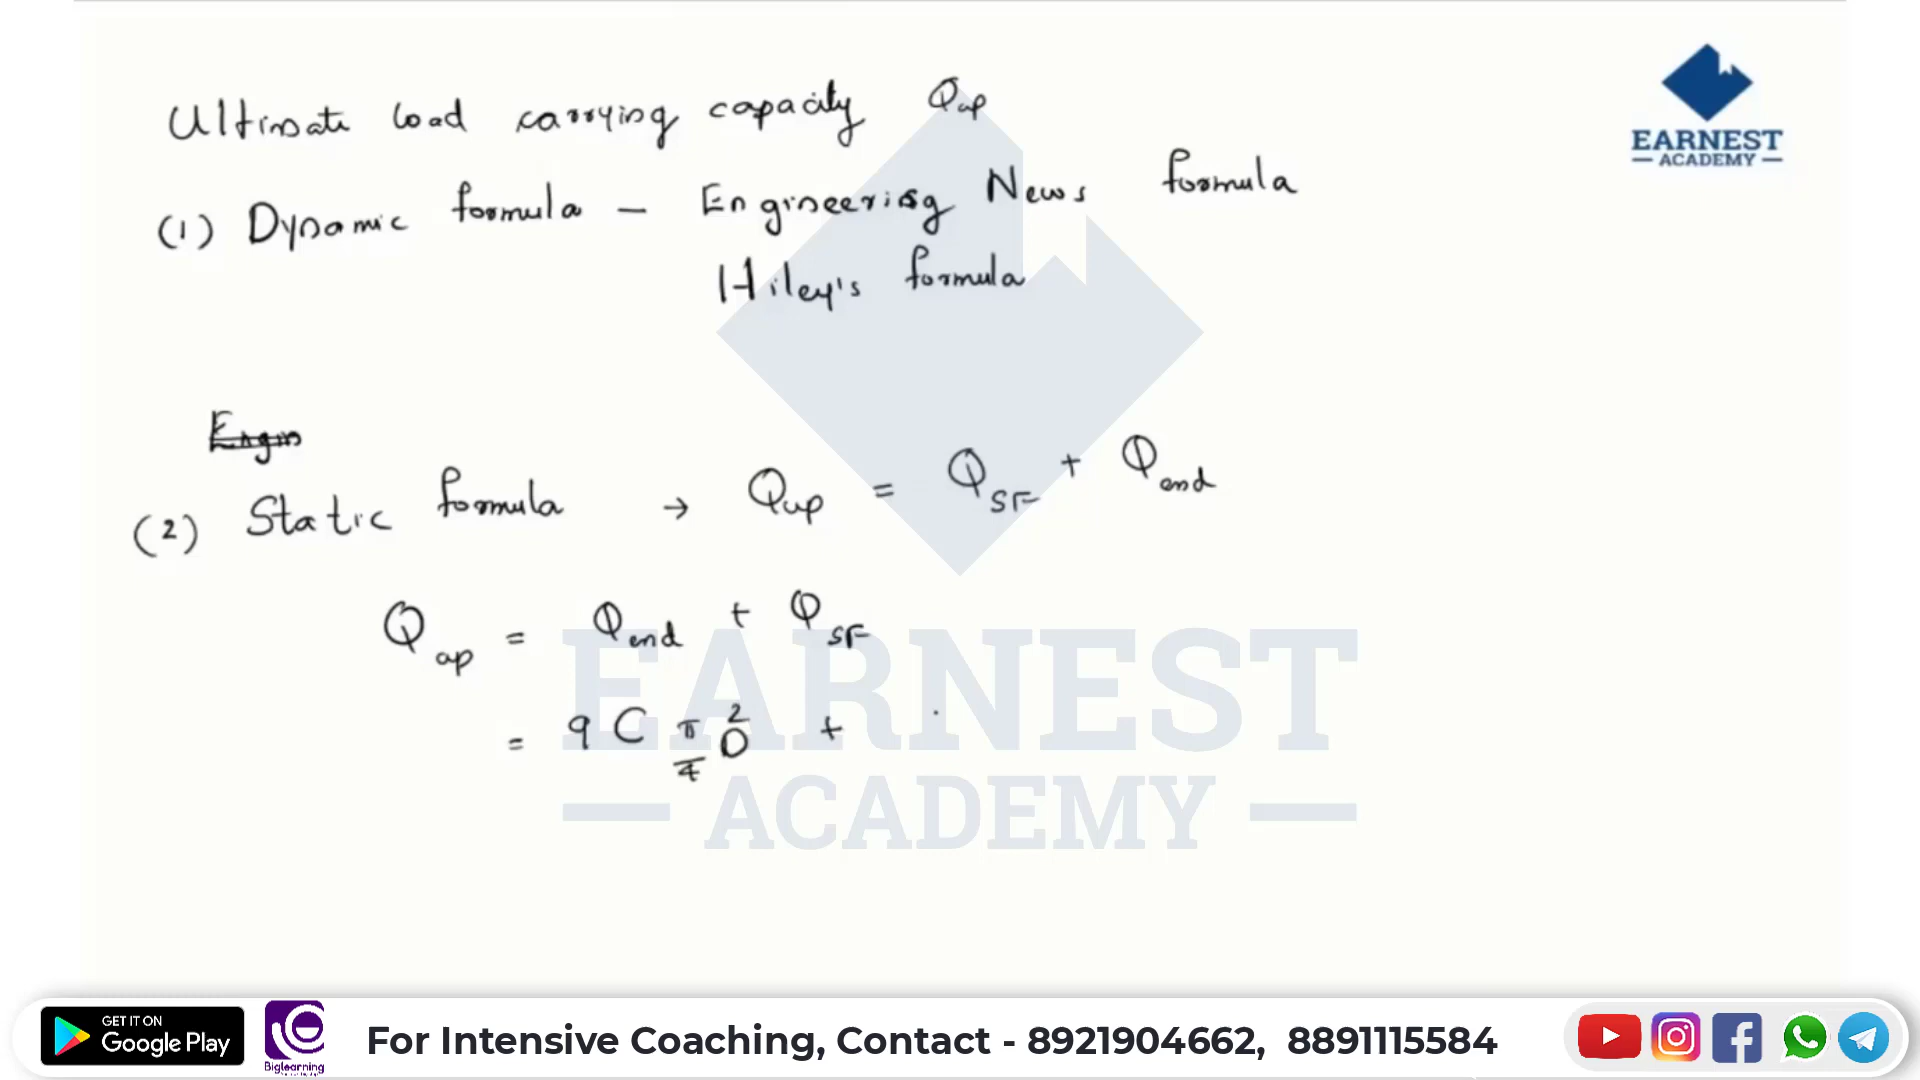 Ultimate load carrying capacity Qup
(1) Dynamic formula - Engineering News formula
Hiley's formula
Engin
(2) Static formula → Qup = QSF + Qend
Qup = Qend + QSF
= 9 C π/4 D² +
EARNEST
ACADEMY
EARNEST
ACADEMY
GET IT ON
Google Play
Biglearning
For Intensive Coaching, Contact - 8921904662, 8891115584